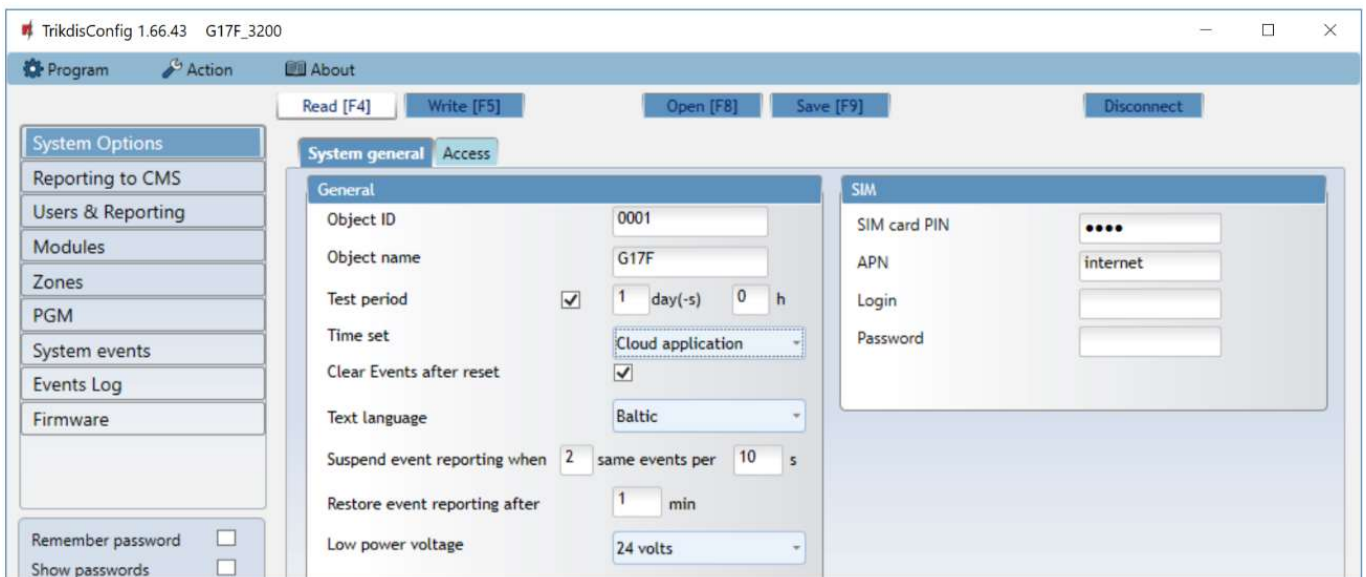 TrikdisConfig 1.66.43 G17F_3200
Program Action About
Read [F4] Write [F5] Open [F8] Save [F9] Disconnect
System Options
Reporting to CMS
Users & Reporting
Modules
Zones
PGM
System events
Events Log
Firmware
Remember password
Show passwords
System general Access
General
Object ID 0001
Object name G17F
Test period 1 day(-s) 0 h
Time set Cloud application
Clear Events after reset
Text language Baltic
Suspend event reporting when 2 same events per 10 s
Restore event reporting after 1 min
Low power voltage 24 volts
SIM
SIM card PIN ••••
APN internet
Login
Password